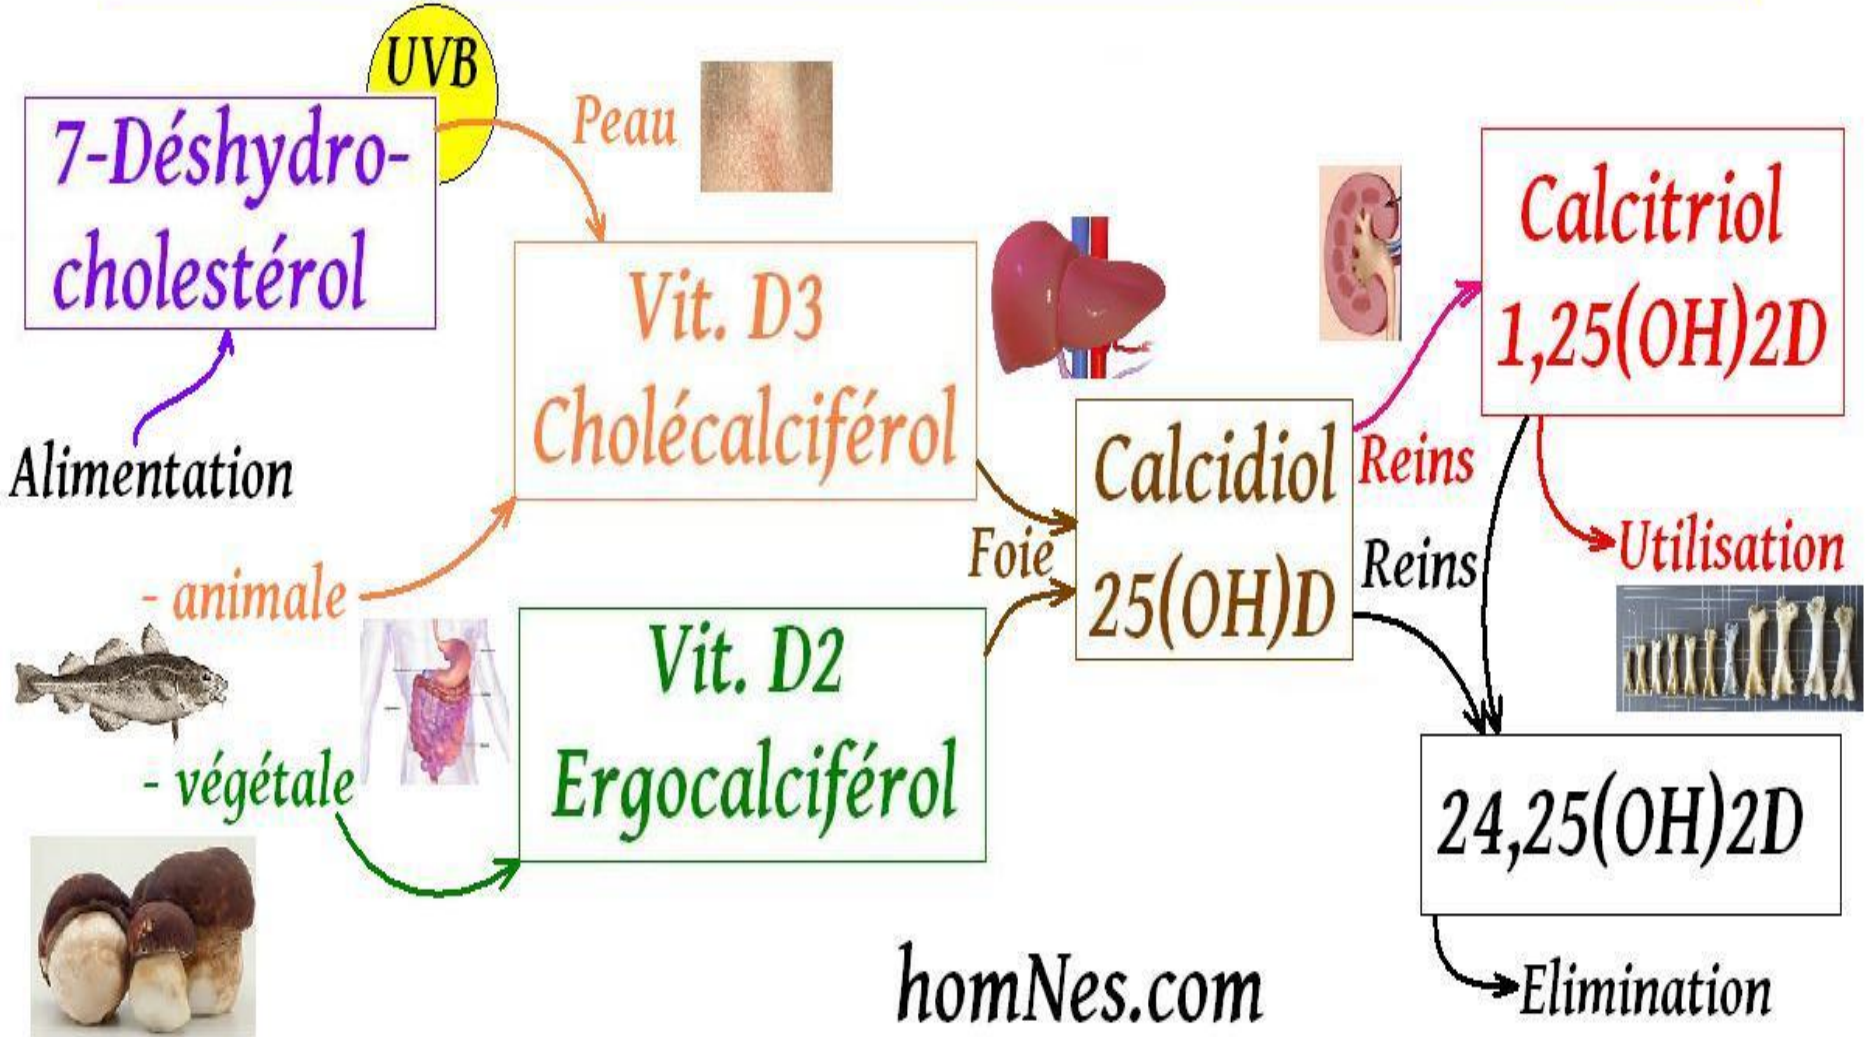 UVB
7-Déshydro-
cholestérol
Peau
Alimentation
- animale
- végétale
Vit. D3
Cholécalciférol
Vit. D2
Ergocalciférol
Foie
Calcidiol
25(OH)D
Reins
Reins
Calcitriol
1,25(OH)2D
Utilisation
24,25(OH)2D
Elimination
homNes.com